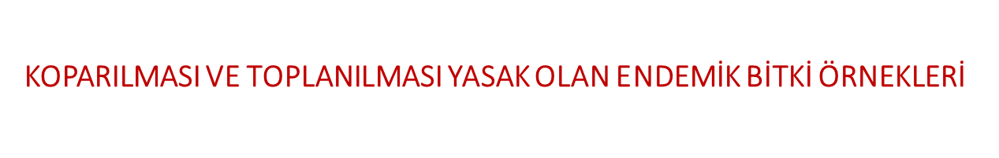 KOPARILMASI VE TOPLANILMASI YASAK OLAN ENDEMİK BİTKİ ÖRNEKLERİ